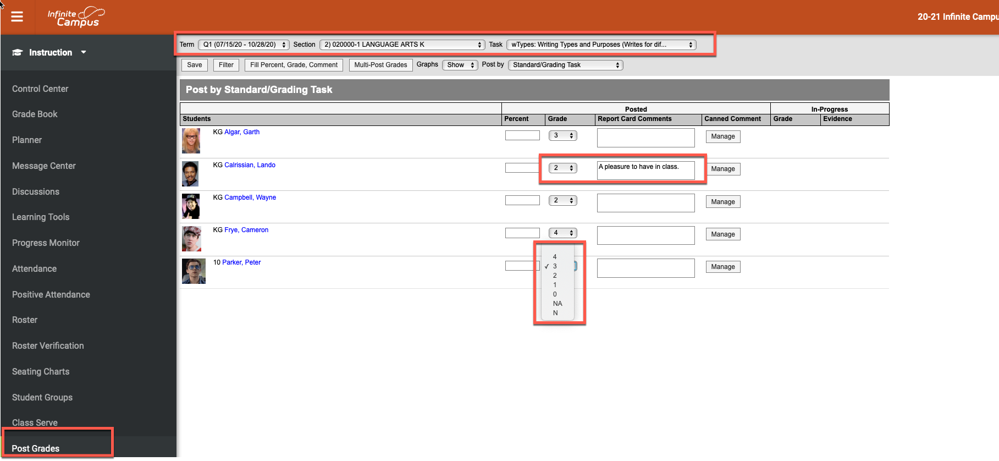 Infinite Campus
20-21 Infinite Campu
Instruction
Control Center
Grade Book
Planner
Message Center
Discussions
Learning Tools
Progress Monitor
Attendance
Positive Attendance
Roster
Roster Verification
Seating Charts
Student Groups
Class Serve
Post Grades
Term Q1 (07/15/20 - 10/28/20) Section 2) 020000-1 LANGUAGE ARTS K Task wTypes: Writing Types and Purposes (Writes for dif...
Save Filter Fill Percent, Grade, Comment Multi-Post Grades Graphs Show Post by Standard/Grading Task
Post by Standard/Grading Task
Posted In-Progress
Students Percent Grade Report Card Comments Canned Comment Grade Evidence
KG Algar, Garth 3 Manage
KG Calrissian, Lando 2 A pleasure to have in class. Manage
KG Campbell, Wayne 2 Manage
KG Frye, Cameron 4 Manage
10 Parker, Peter Manage
4
✓ 3
2
1
0
NA
N